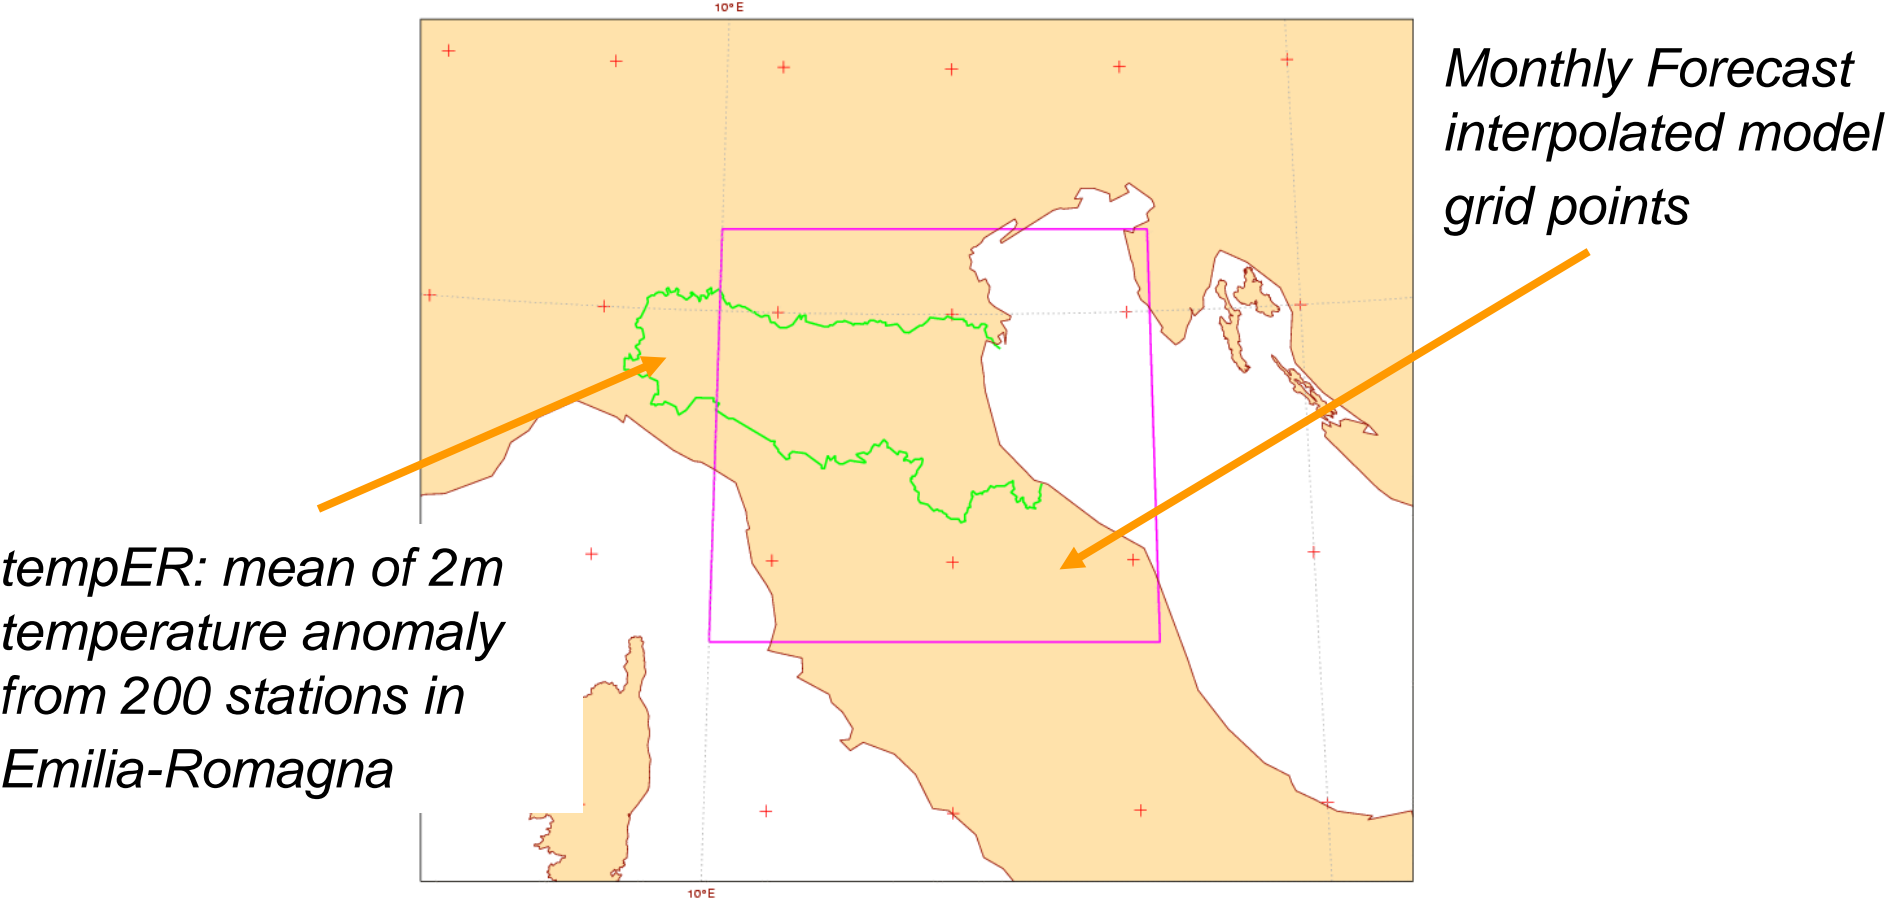 10°E
Monthly Forecast
interpolated model
grid points
tempER: mean of 2m
temperature anomaly
from 200 stations in
Emilia-Romagna
10°E